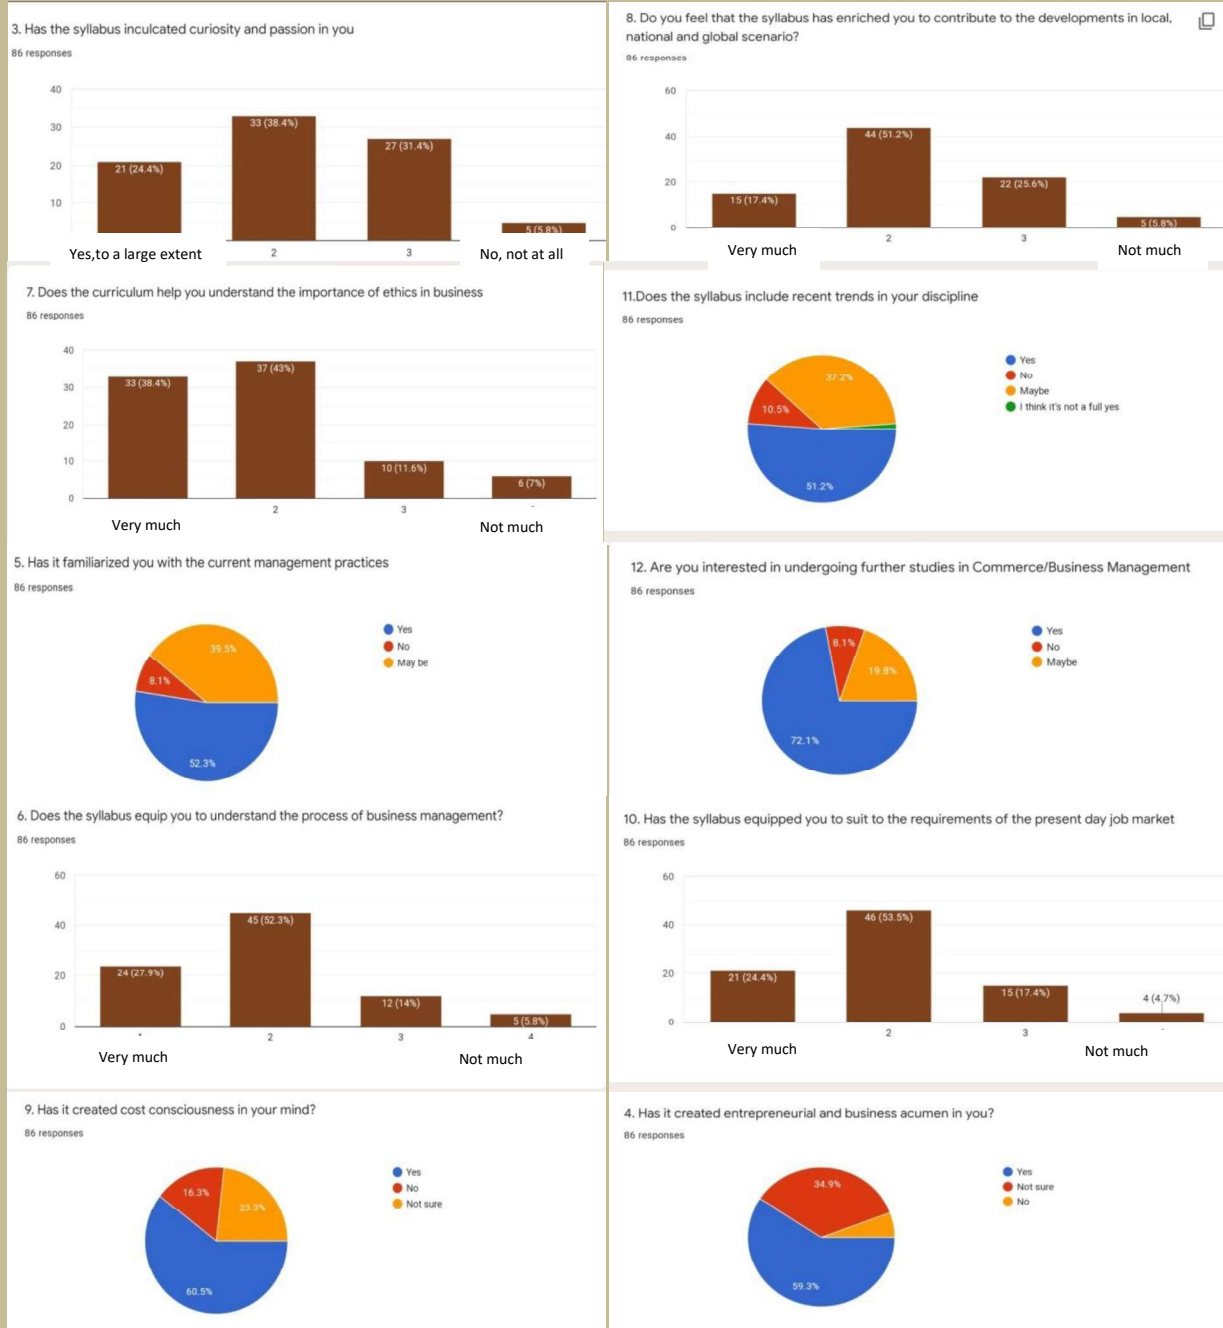 3. Has the syllabus inculcated curiosity and passion in you
86 responses
40
30
20
10
21 (24.4%)
33 (38.4%)
27 (31.4%)
5 (5.8%)
Yes,to a large extent
2
3
No, not at all
8. Do you feel that the syllabus has enriched you to contribute to the developments in local,
national and global scenario?
86 responses
60
40
20
0
15 (17.4%)
44 (51.2%)
22 (25.6%)
5 (5.8%)
Very much
2
3
Not much
7. Does the curriculum help you understand the importance of ethics in business
86 responses
40
30
20
10
0
33 (38.4%)
37 (43%)
10 (11.6%)
6 (7%)
2
3
Very much
Not much
11.Does the syllabus include recent trends in your discipline
86 responses
37.2%
10.5%
51.2%
Yes
No
Maybe
I think it's not a full yes
5. Has it familiarized you with the current management practices
86 responses
39.5%
8.1%
52.3%
Yes
No
May be
12. Are you interested in undergoing further studies in Commerce/Business Management
86 responses
8.1%
19.8%
72.1%
Yes
No
Maybe
6. Does the syllabus equip you to understand the process of business management?
86 responses
60
40
20
0
24 (27.9%)
45 (52.3%)
12 (14%)
5 (5.8%)
2
3
4
Very much
Not much
10. Has the syllabus equipped you to suit to the requirements of the present day job market
86 responses
60
40
20
0
21 (24.4%)
46 (53.5%)
15 (17.4%)
4 (4.7%)
2
3
Very much
Not much
9. Has it created cost consciousness in your mind?
86 responses
16.3%
23.3%
60.5%
Yes
No
Not sure
4. Has it created entrepreneurial and business acumen in you?
86 responses
34.9%
59.3%
Yes
Not sure
No